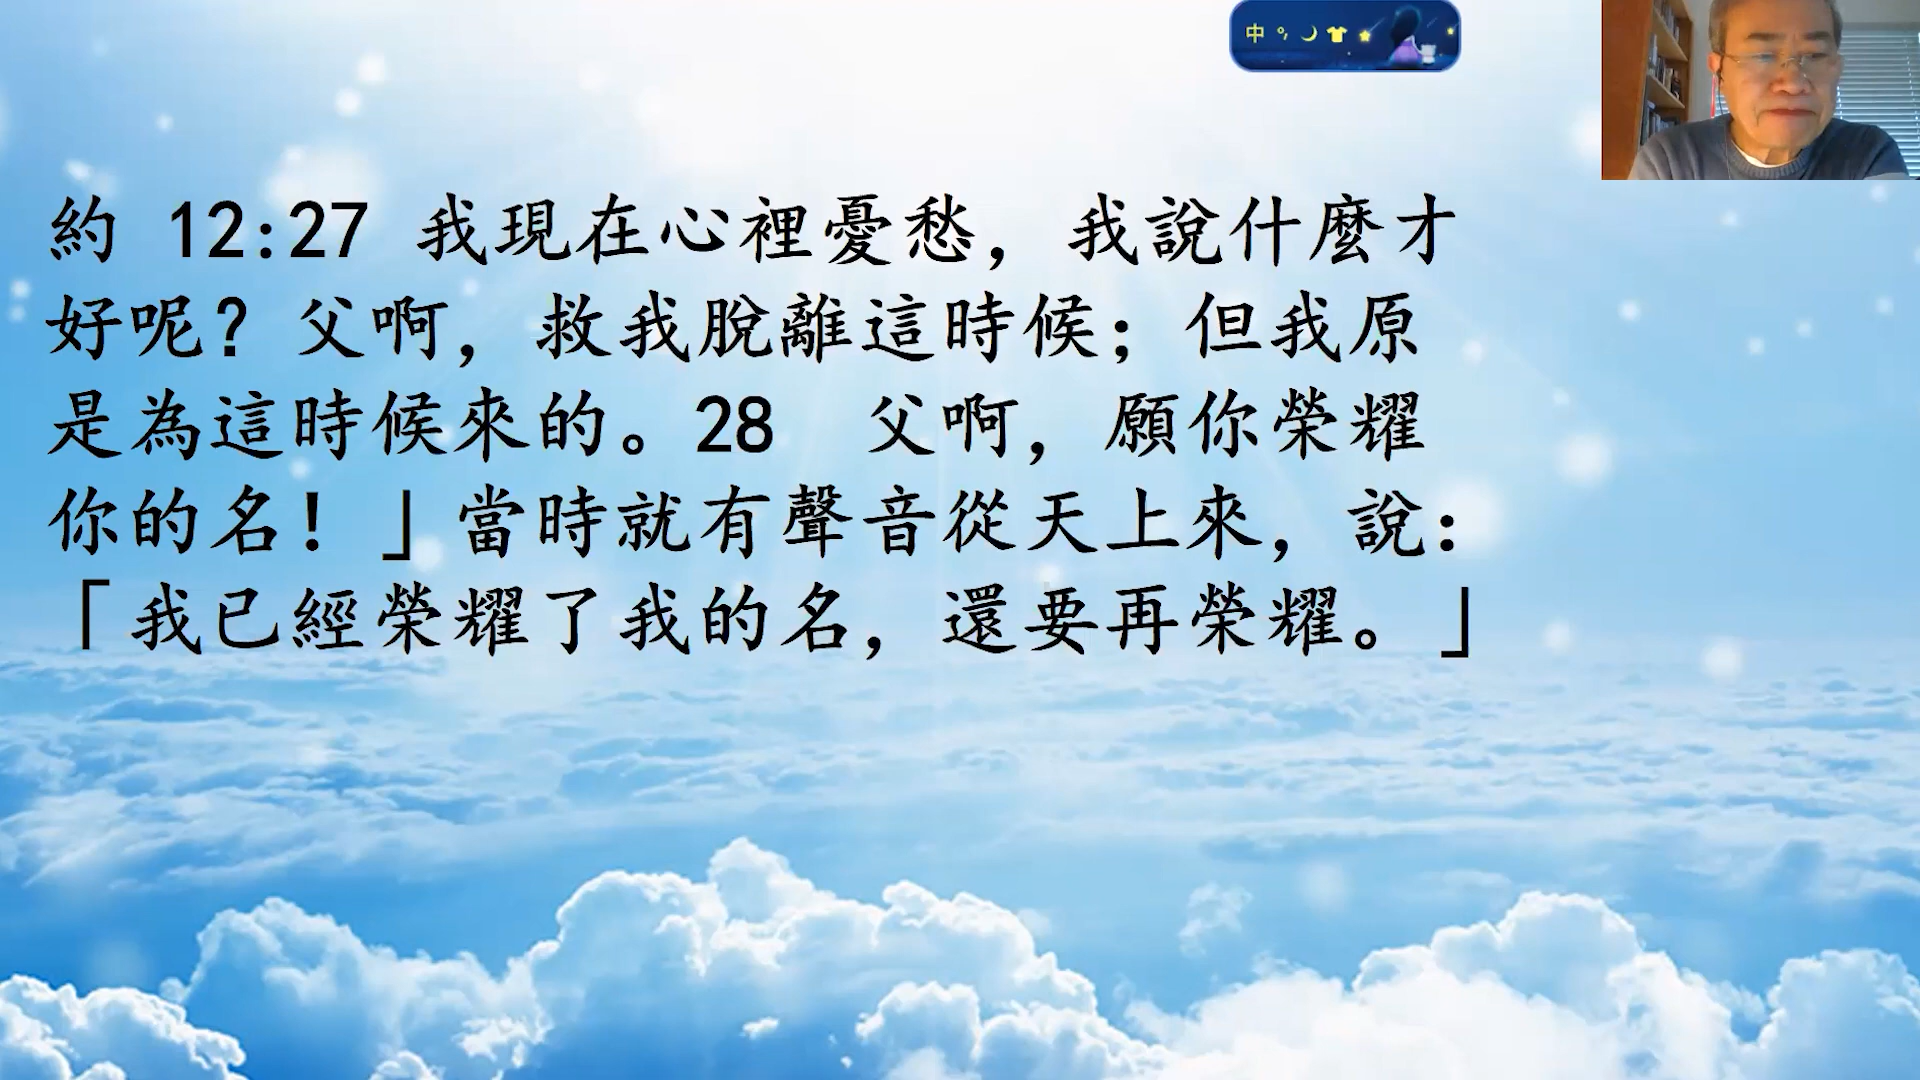 中
約 12:27 我現在心裡憂愁，我說什麼才
好呢？父啊，救我脫離這時候；但我原
是為這時候來的。28　父啊，願你榮耀
你的名！」當時就有聲音從天上來，說：
「我已經榮耀了我的名，還要再榮耀。」